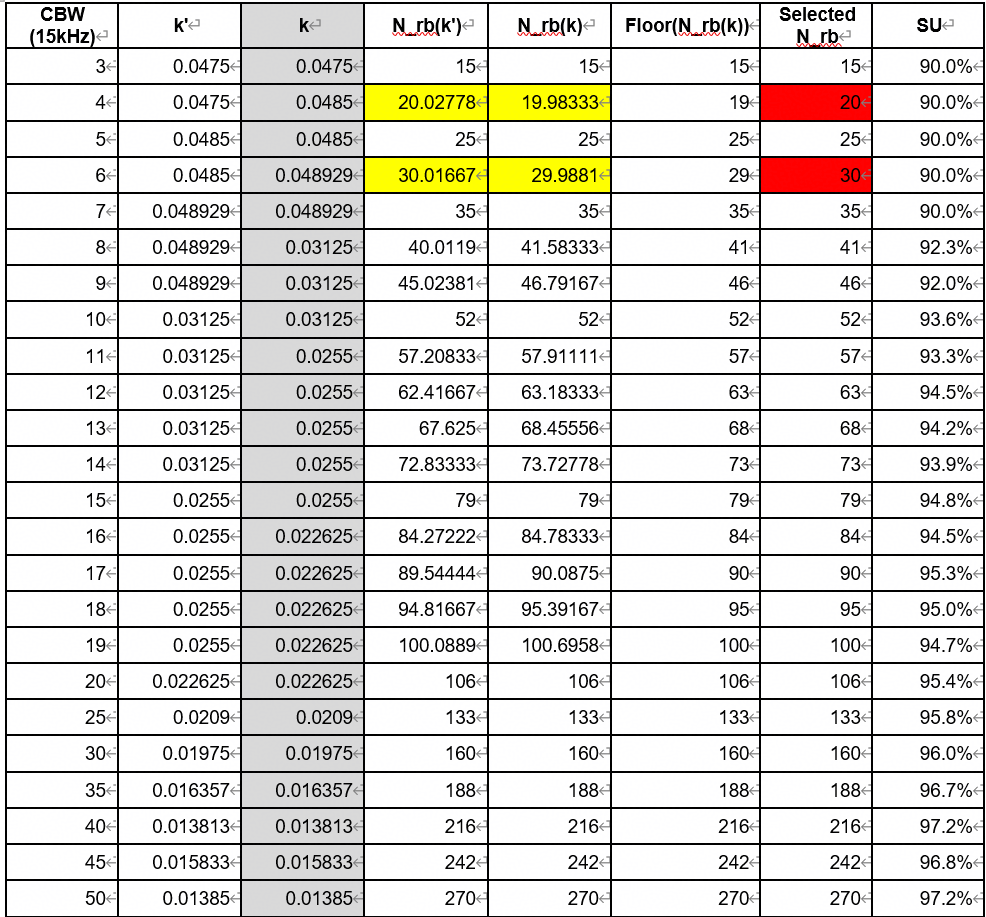 CBW (15kHz) k' k N_rb(k') N_rb(k) Floor(N_rb(k)) Selected N_rb SU
3 0.0475 0.0475 15 15 15 15 90.0%
4 0.0475 0.0485 20.02778 19.98333 19 20 90.0%
5 0.0485 0.0485 25 25 25 25 90.0%
6 0.0485 0.048929 30.01667 29.9881 29 30 90.0%
7 0.048929 0.048929 35 35 35 35 90.0%
8 0.048929 0.03125 40.0119 41.58333 41 41 92.3%
9 0.048929 0.03125 45.02381 46.79167 46 46 92.0%
10 0.03125 0.03125 52 52 52 52 93.6%
11 0.03125 0.0255 57.20833 57.91111 57 57 93.3%
12 0.03125 0.0255 62.41667 63.18333 63 63 94.5%
13 0.03125 0.0255 67.625 68.45556 68 68 94.2%
14 0.03125 0.0255 72.83333 73.72778 73 73 93.9%
15 0.0255 0.0255 79 79 79 79 94.8%
16 0.0255 0.022625 84.27222 84.78333 84 84 94.5%
17 0.0255 0.022625 89.54444 90.0875 90 90 95.3%
18 0.0255 0.022625 94.81667 95.39167 95 95 95.0%
19 0.0255 0.022625 100.0889 100.6958 100 100 94.7%
20 0.022625 0.022625 106 106 106 106 95.4%
25 0.0209 0.0209 133 133 133 133 95.8%
30 0.01975 0.01975 160 160 160 160 96.0%
35 0.016357 0.016357 188 188 188 188 96.7%
40 0.013813 0.013813 216 216 216 216 97.2%
45 0.015833 0.015833 242 242 242 242 96.8%
50 0.01385 0.01385 270 270 270 270 97.2%